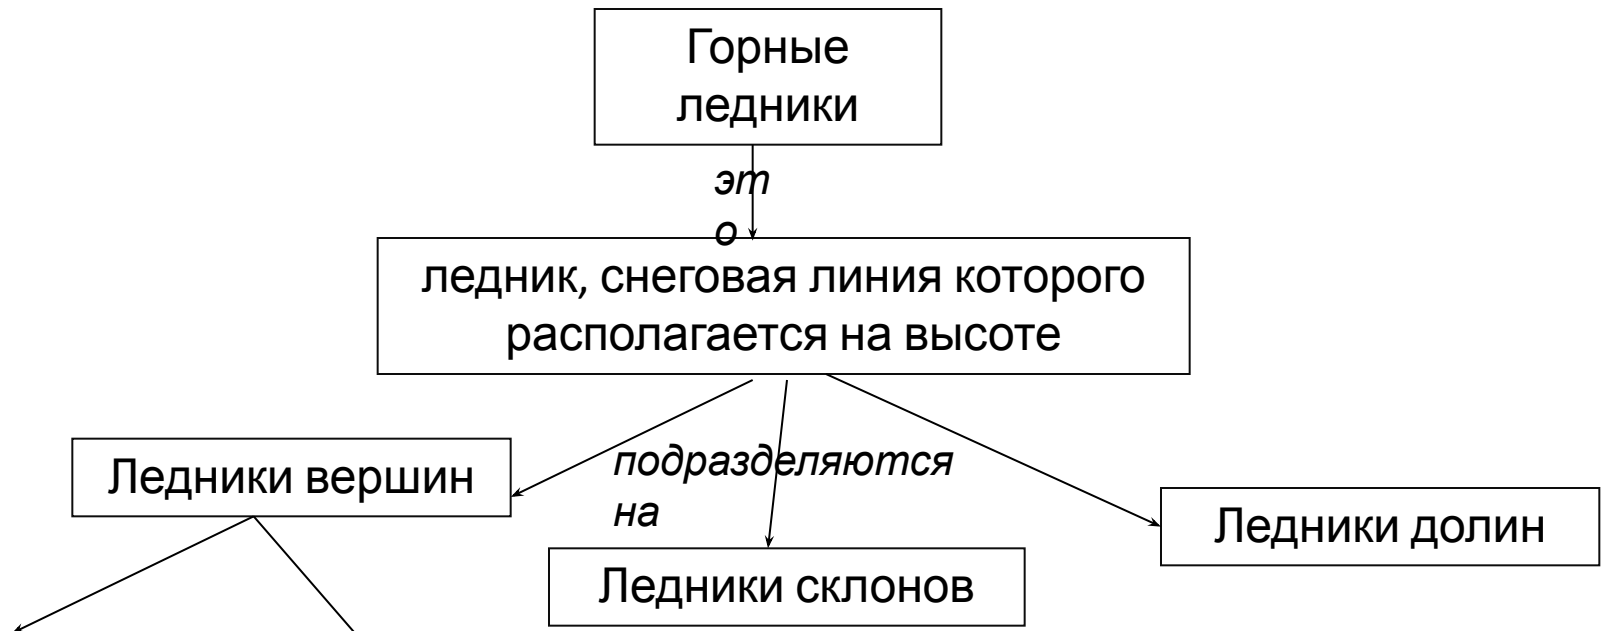 Горные
ледники
эт
о
ледник, снеговая линия которого
располагается на высоте
Ледники вершин
подразделяются
на
Ледники долин
Ледники склонов